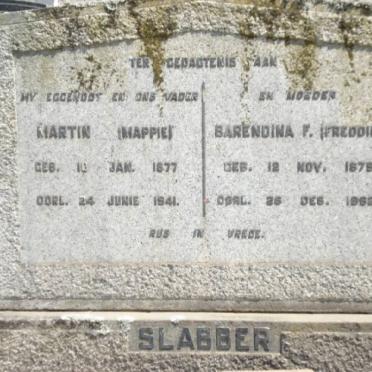 TER GEDAGTENIS AAN
MY EGGENOOT EN ONS VADER
EN MOEDER
MARTIN (MAPPIE)
GEB. JAN. 1877
OORL. 24 JUNIE 1941.
BARENDINA F. (FREDDIE
GEB. 12 NOV. 1879
OORL. 26 DES.
RUS IN VREDE.
SLABBER